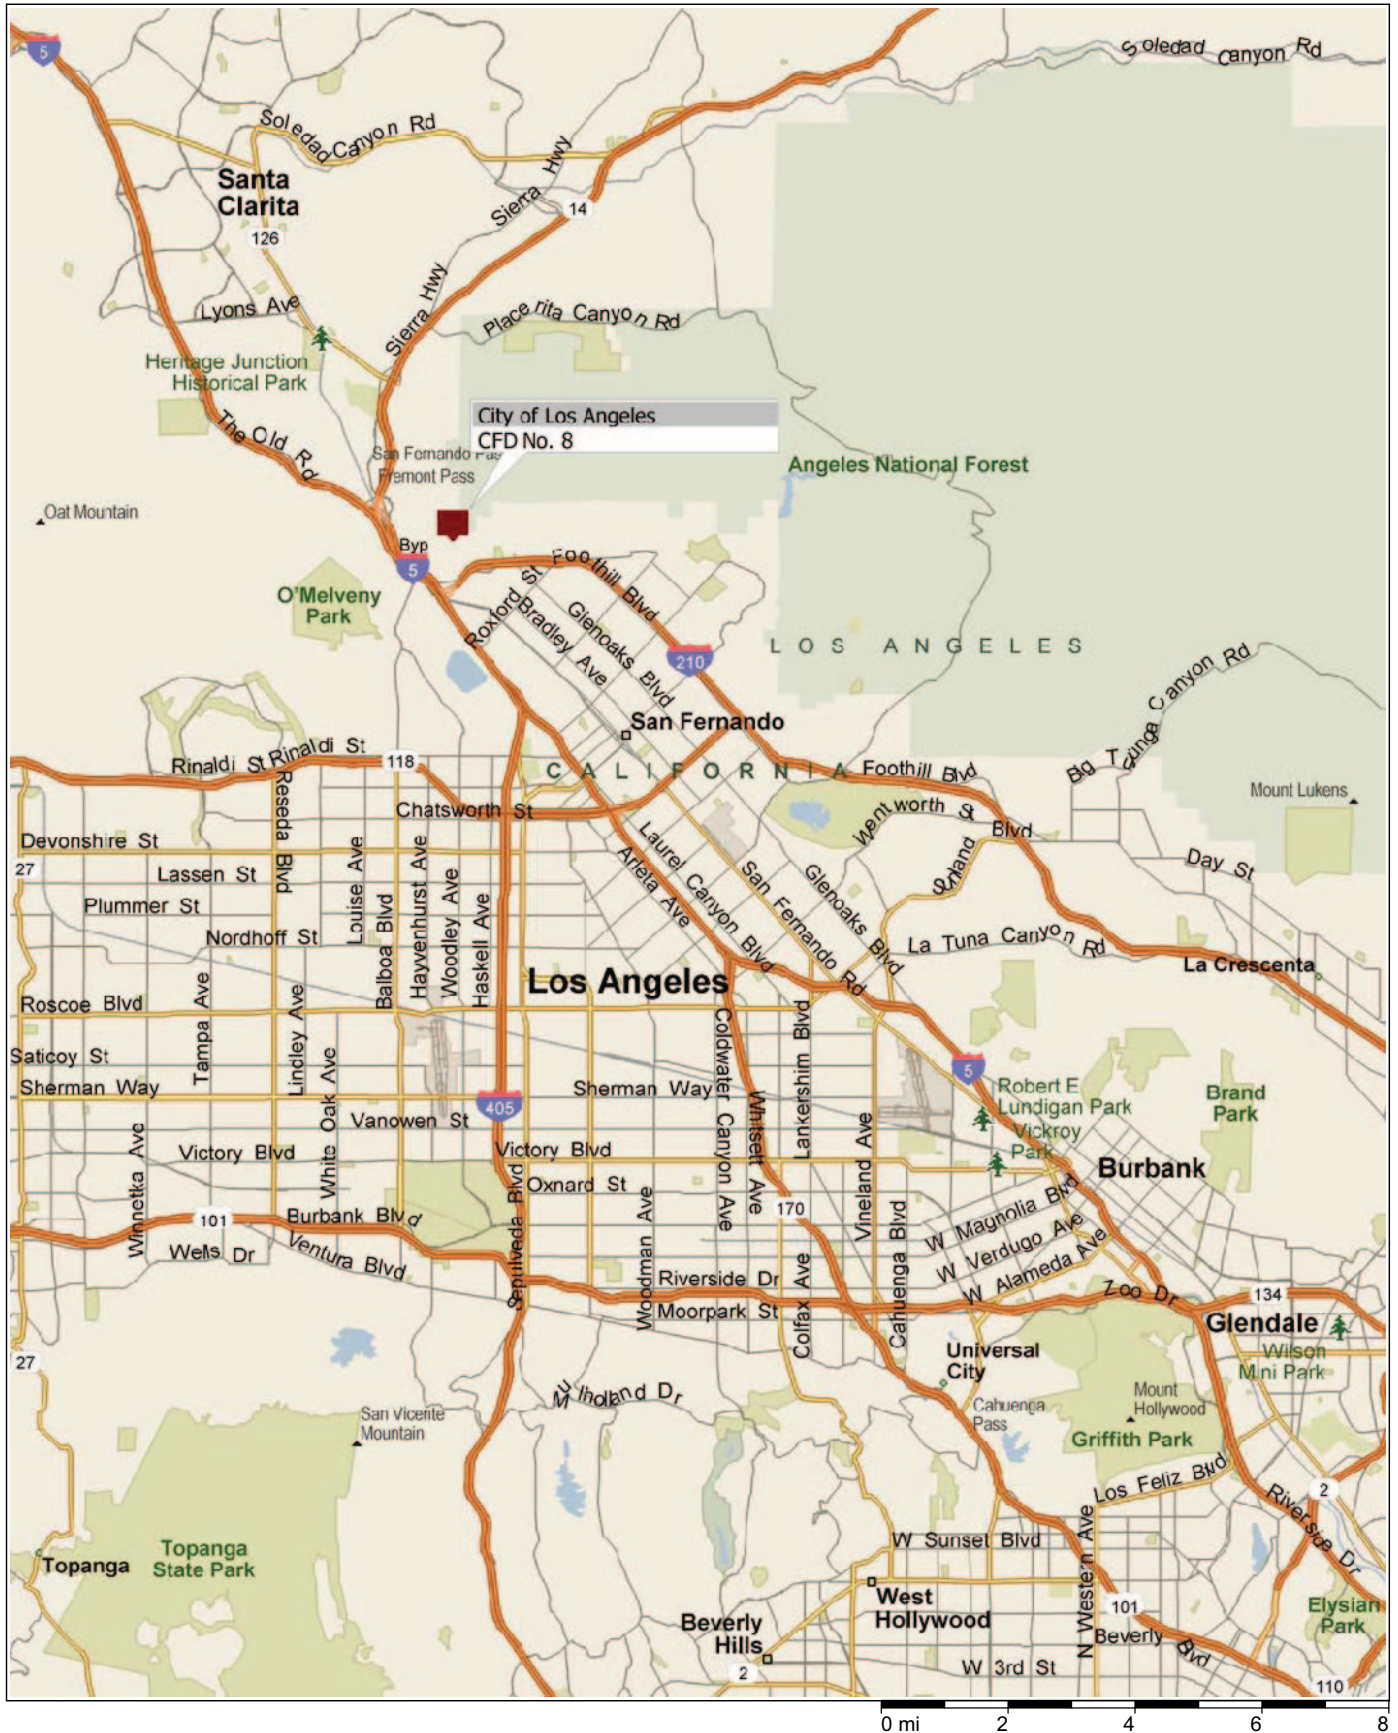 5
Soledad Canyon Rd
Soledad Canyon Rd
Santa
Clarita
126
Sierra Hwy
14
Sierra Hwy
Lyons Ave
Placerita Canyon Rd
Heritage Junction
Historical Park
The Old Rd
City of Los Angeles
CFD No. 8
San Fernando Pas
Fremont Pass
Angeles National Forest
Oat Mountain
Byp
5
O'Melveny
Park
Roxford St
Foothill Blvd
Bradley Ave
Glenoaks Blvd
210
LOS ANGELES
Big Tujunga Canyon Rd
San Fernando
CALIFORNIA
Rinaldi St
Rinaldi St
118
Reseda Blvd
Chatsworth St
Foothill Blvd
Wentworth St
Mount Lukens
Devonshire St
27
Lassen St
Plummer St
Nordhoff St
Louise Ave
Balboa Blvd
Hayvenhurst Ave
Woodley Ave
Haskell Ave
Laurel Canyon Blvd
Arleta Ave
San Fernando Rd
Glenoaks Blvd
Sunland
Blvd
Day St
La Tuna Canyon Rd
La Crescenta
Los Angeles
Roscoe Blvd
Tampa Ave
Lindley Ave
White Oak Ave
Saticoy St
Sherman Way
Sherman Way
Coldwater Canyon Ave
Whitsett Ave
Lankershim Blvd
5
Robert E
Lundigan Park
Vickroy
Park
Brand
Park
405
Vanowen St
Winnetka Ave
Victory Blvd
Victory Blvd
Oxnard St
Vineland Ave
Burbank
101
Burbank Blvd
Wells Dr
Ventura Blvd
Sepulveda Blvd
Woodman Ave
170
Cahuenga Blvd
W Magnolia Blvd
W Verdugo Ave
W Alameda Ave
Riverside Dr
Moorpark St
Colfax Ave
Zoo Dr
134
Glendale
Wilson
Mini Park
27
Universal
City
Mulholland Dr
San Vicente
Mountain
Cahuenga
Pass
Mount
Hollywood
Griffith Park
Los Feliz Blvd
2
Riverside Dr
Topanga
Topanga
State Park
W Sunset Blvd
N Western Ave
West
Hollywood
Beverly
Hills
2
101
Beverly Blvd
W 3rd St
Elysian
Park
110
0 mi 2 4 6 8